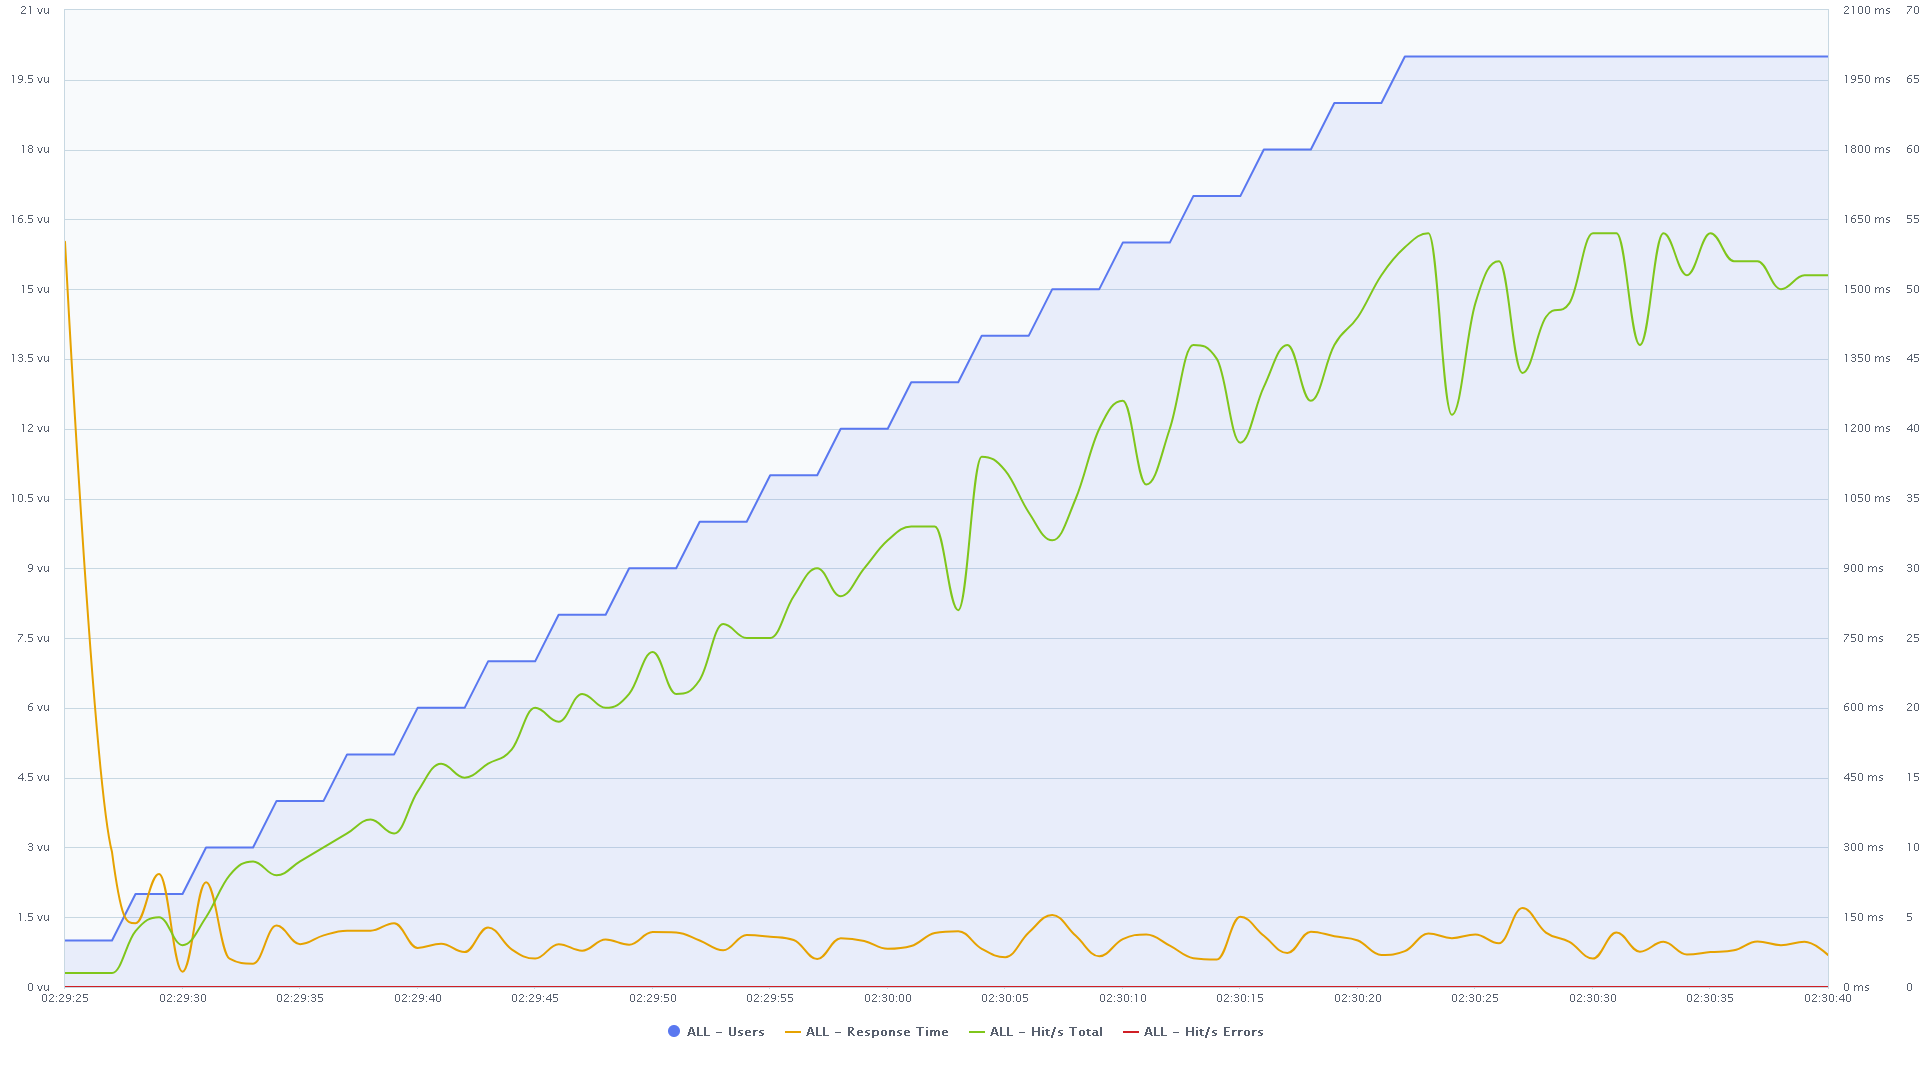 21 vu 2100 ms 70
19.5 vu 1950 ms 65
18 vu 1800 ms 60
16.5 vu 1650 ms 55
15 vu 1500 ms 50
13.5 vu 1350 ms 45
12 vu 1200 ms 40
10.5 vu 1050 ms 35
9 vu 900 ms 30
7.5 vu 750 ms 25
6 vu 600 ms 20
4.5 vu 450 ms 15
3 vu 300 ms 10
1.5 vu 150 ms 5
0 vu 0 ms 0
02:29:25 02:29:30 02:29:35 02:29:40 02:29:45 02:29:50 02:29:55 02:30:00 02:30:05 02:30:10 02:30:15 02:30:20 02:30:25 02:30:30 02:30:35 02:30:40
ALL - Users ALL - Response Time ALL - Hit/s Total ALL - Hit/s Errors